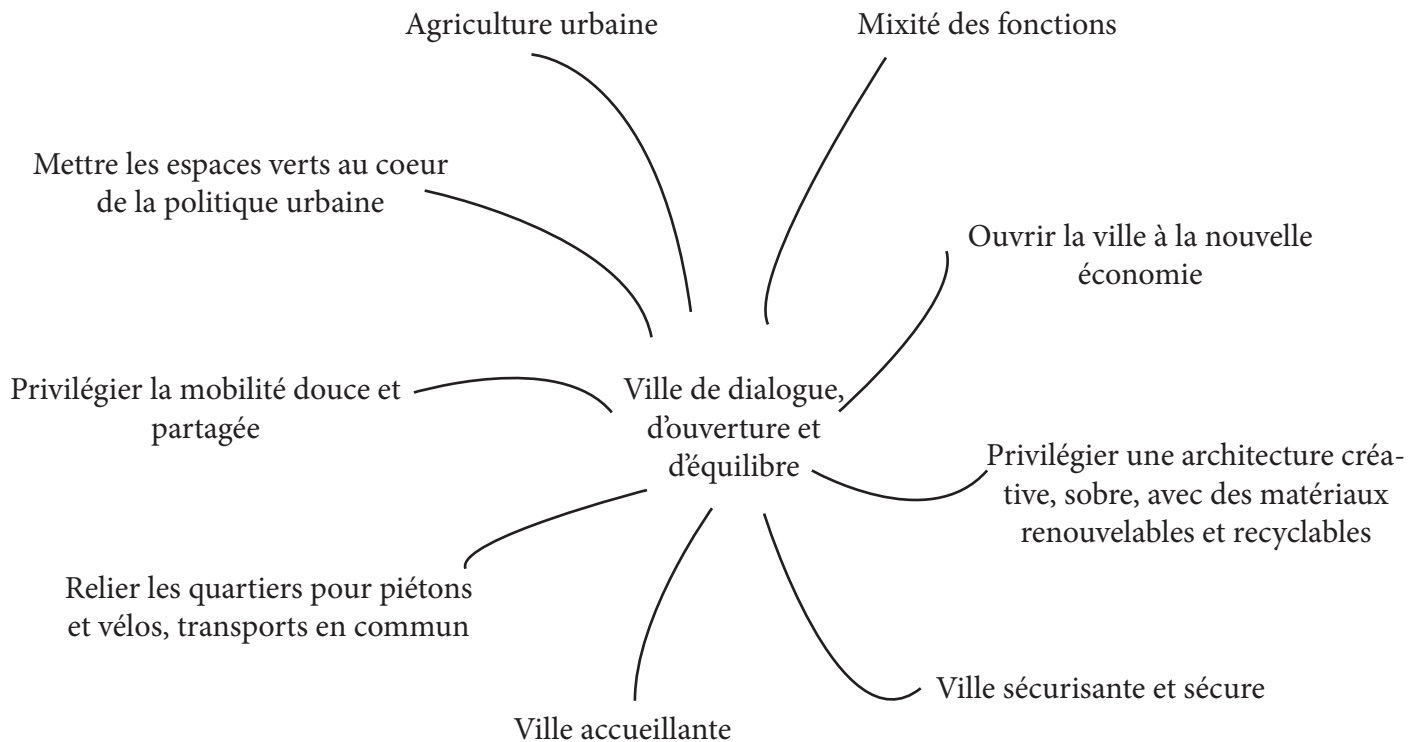 Agriculture urbaine
Mixité des fonctions
Mettre les espaces verts au coeur
de la politique urbaine
Ouvrir la ville à la nouvelle
économie
Privilégier la mobilité douce et
partagée
Ville de dialogue,
d'ouverture et
d'équilibre
Privilégier une architecture créa-
tive, sobre, avec des matériaux
renouvelables et recyclables
Relier les quartiers pour piétons
et vélos, transports en commun
Ville sécurisante et sécure
Ville accueillante